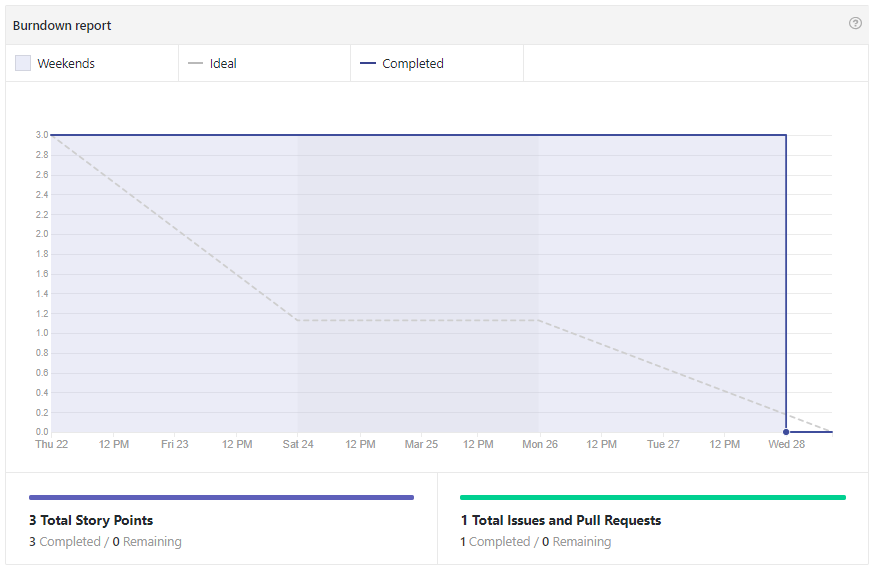 Burndown report
?
Weekends
Ideal
Completed
3.0
2.8
2.6
2.4
2.2
2.0
1.8
1.6
1.4
1.2
1.0
0.8
0.6
0.4
0.2
0.0
Thu 22 12 PM Fri 23 12 PM Sat 24 12 PM Mar 25 12 PM Mon 26 12 PM Tue 27 12 PM Wed 28
3 Total Story Points
3 Completed / 0 Remaining
1 Total Issues and Pull Requests
1 Completed / 0 Remaining